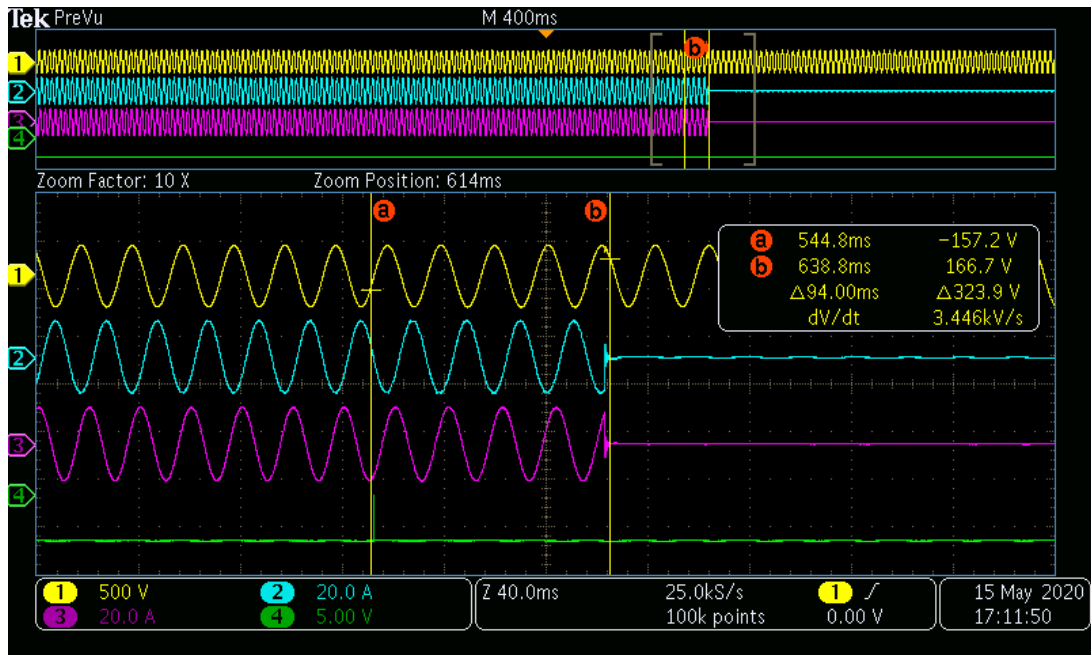 Tek PreVu M 400ms
b
1
2
3
4
Zoom Factor: 10 X Zoom Position: 614ms
a b
a 544.8ms −157.2 V
b 638.8ms 166.7 V
Δ94.00ms Δ323.9 V
dV/dt 3.446kV/s
1
2
3
4
1 500 V 2 20.0 A Z 40.0ms 25.0kS/s 1 / 15 May 2020
3 20.0 A 4 5.00 V 100k points 0.00 V 17:11:50